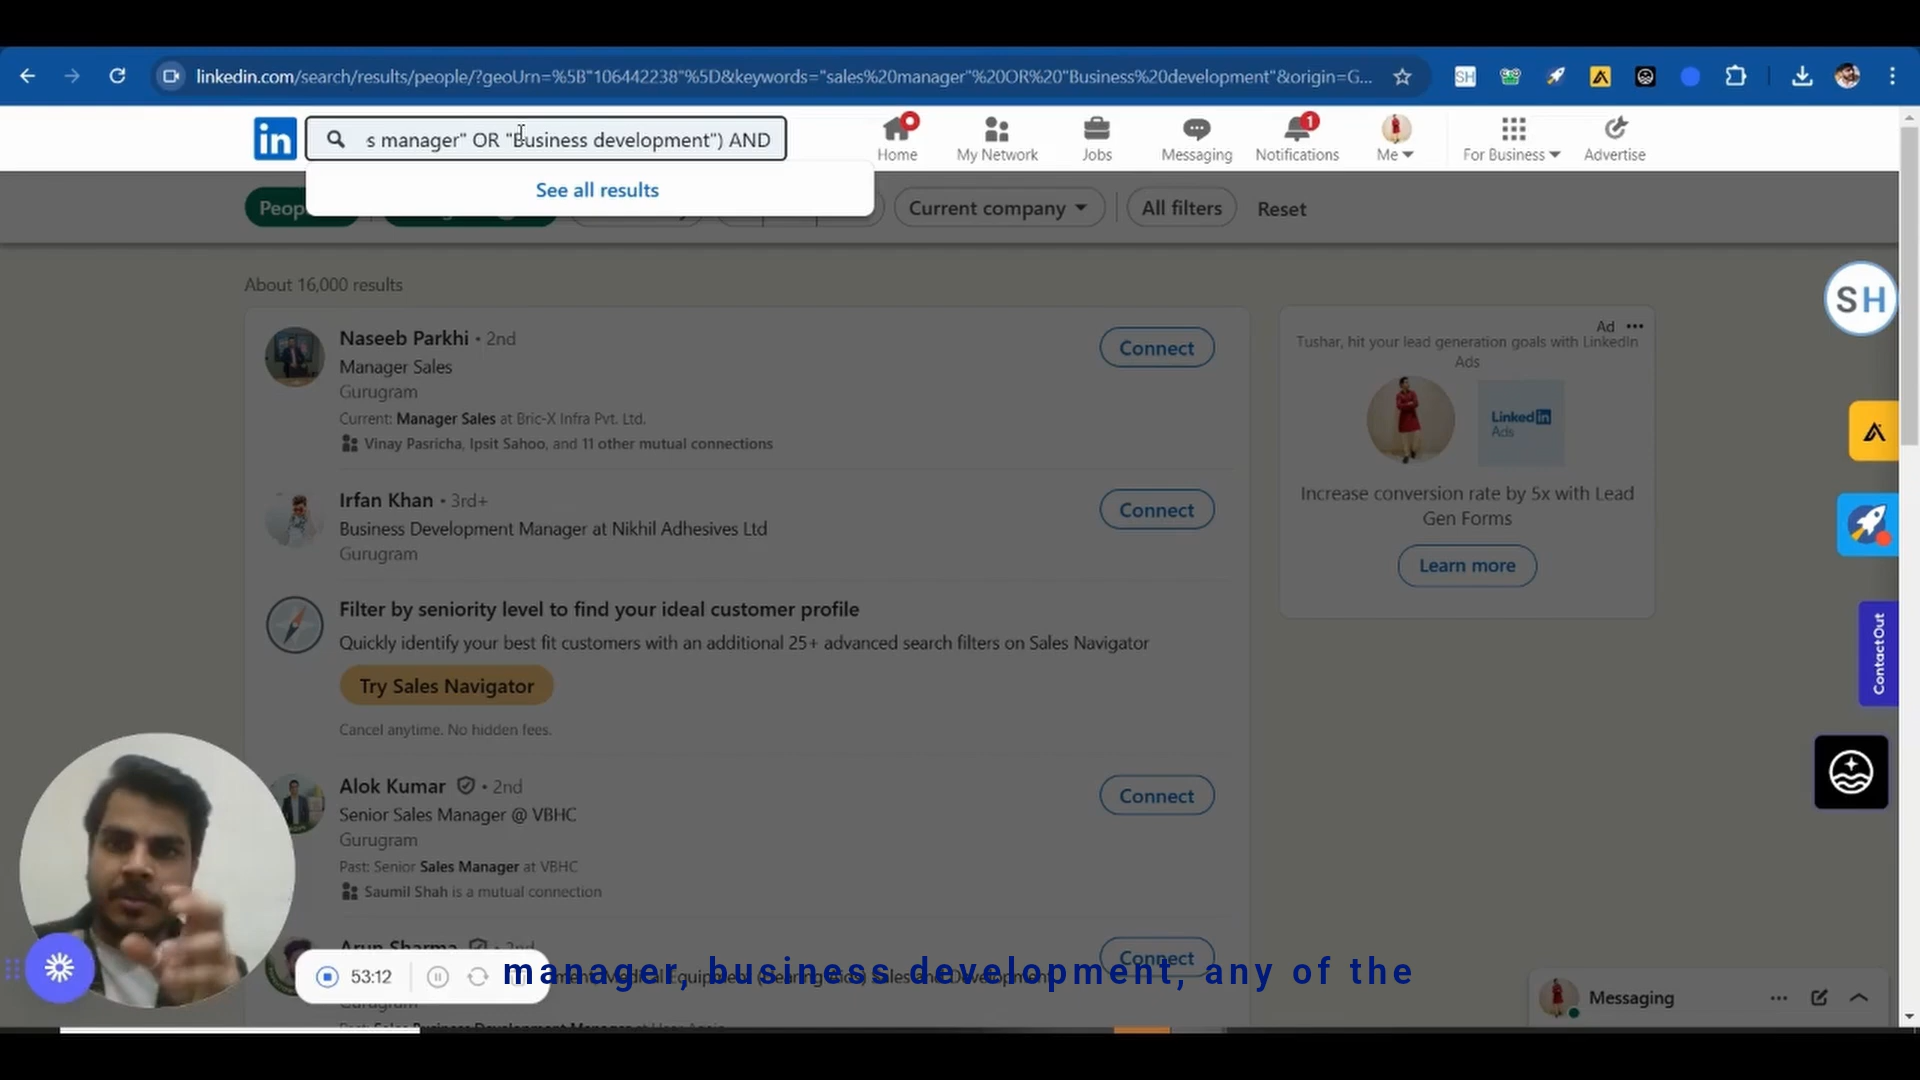 linkedin.com/search/results/people/?geoUrn=%5B"106442238"%5D&keywords="sales%20manager"%20OR%20"Business%20development"&origin=G...
SH
in
s manager" OR "Business development") AND
Home
My Network
Jobs
Messaging
1
Notifications
Me
For Business
Advertise
See all results
Current company
All filters
Reset
About 16,000 results
Naseeb Parkhi • 2nd
Manager Sales
Gurugram
Current: Manager Sales at Bric-X Infra Pvt. Ltd.
Vinay Pasricha, Ipsit Sahoo, and 11 other mutual connections
Connect
Irfan Khan • 3rd+
Business Development Manager at Nikhil Adhesives Ltd
Gurugram
Connect
Filter by seniority level to find your ideal customer profile
Quickly identify your best fit customers with an additional 25+ advanced search filters on Sales Navigator
Try Sales Navigator
Cancel anytime. No hidden fees.
Alok Kumar • 2nd
Senior Sales Manager @ VBHC
Gurugram
Past: Senior Sales Manager at VBHC
Saumil Shah is a mutual connection
Connect
Arun Sharma • 2nd
Connect
Ad
Tushar, hit your lead generation goals with LinkedIn
Ads
Linkedin
Ads
Increase conversion rate by 5x with Lead
Gen Forms
Learn more
SH
ContactOut
53:12
manager, business development, any of the
Messaging